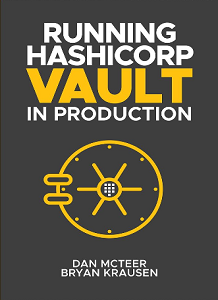 RUNNING
HASHICORP
VAULT
IN PRODUCTION
DAN MCTEER
BRYAN KRAUSEN